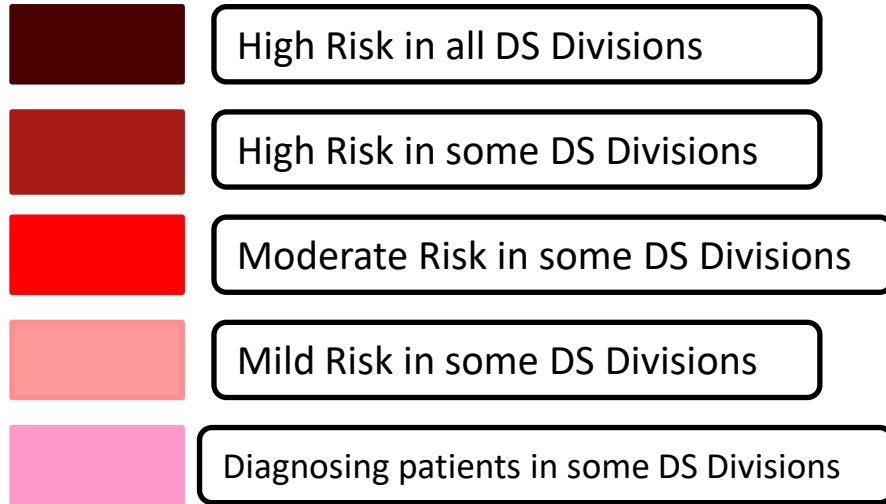 High Risk in all DS Divisions
High Risk in some DS Divisions
Moderate Risk in some DS Divisions
Mild Risk in some DS Divisions
Diagnosing patients in some DS Divisions